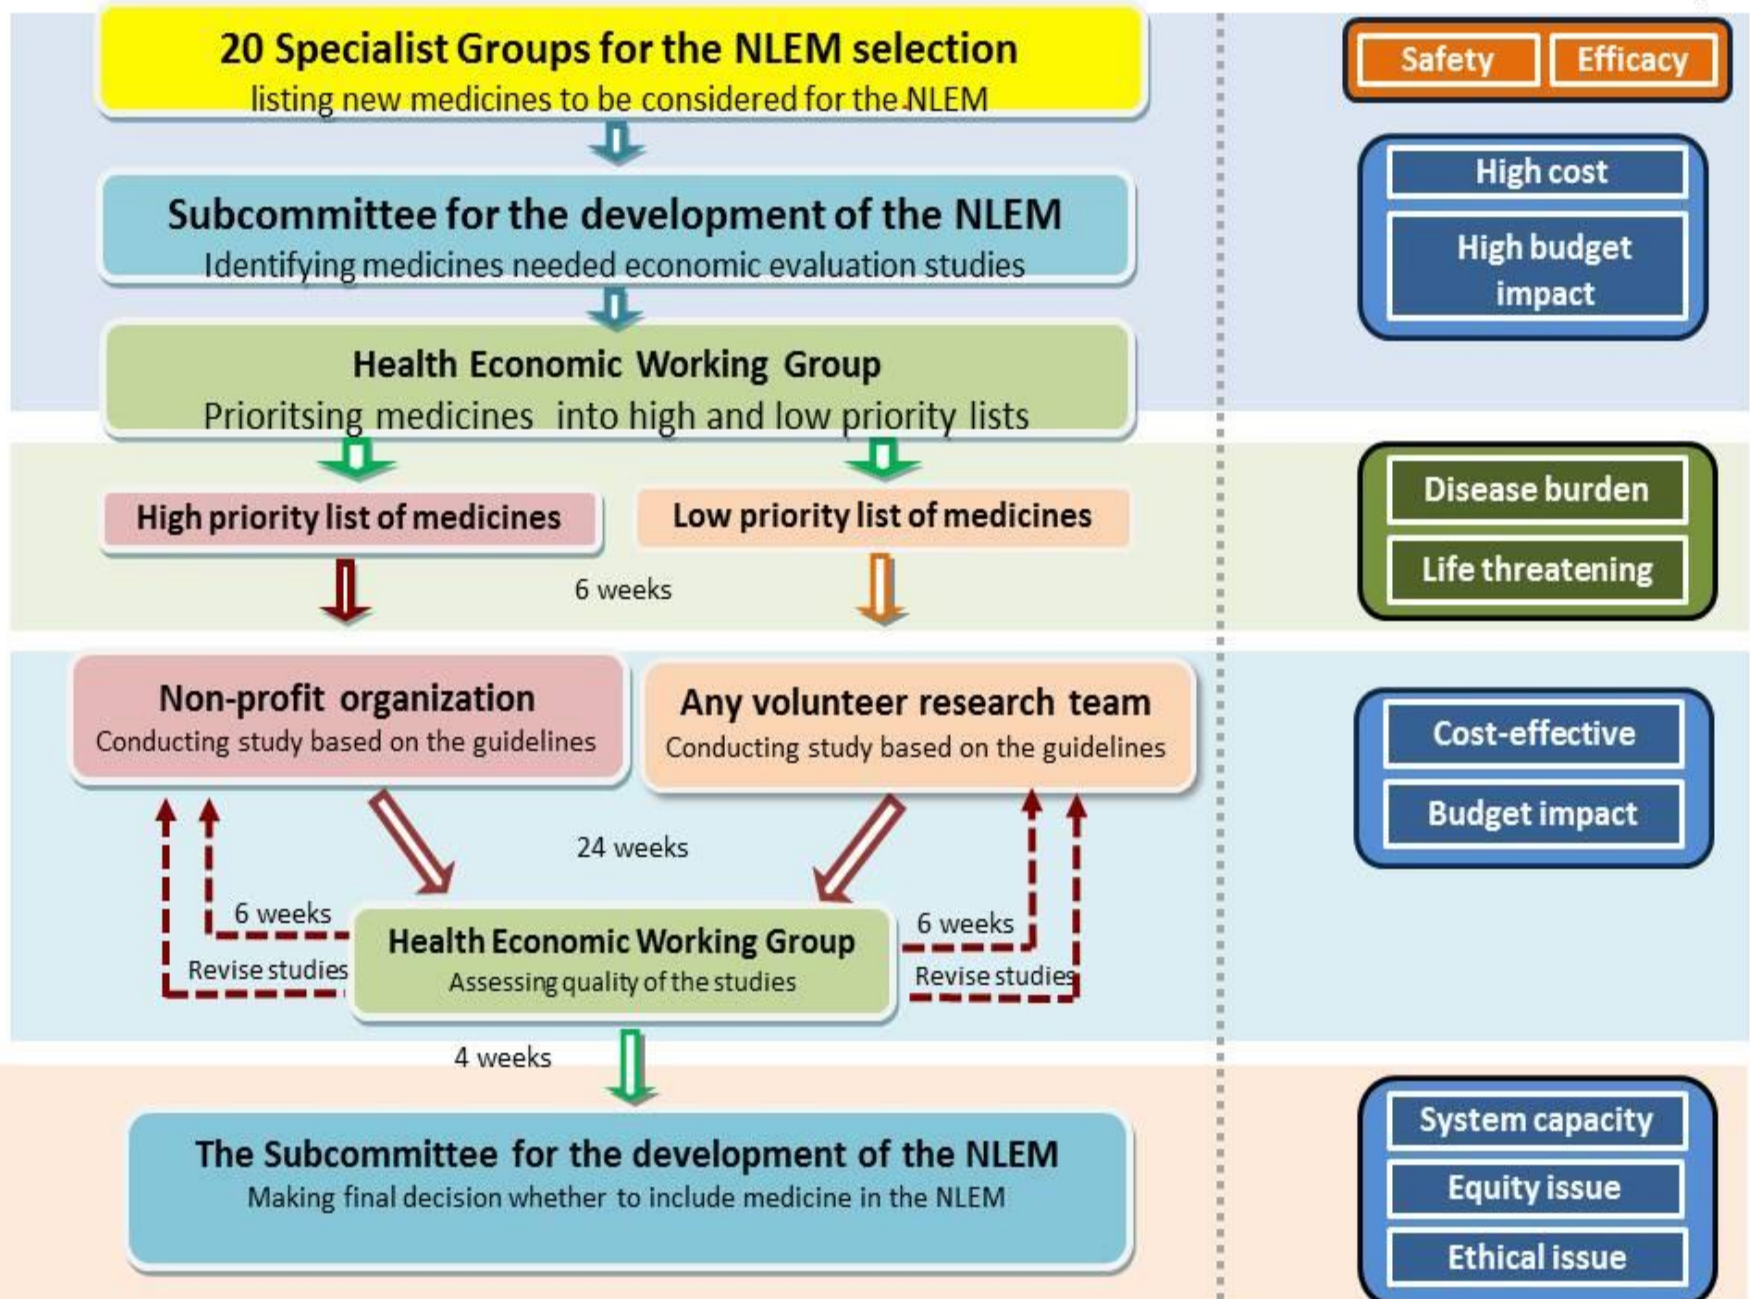 20 Specialist Groups for the NLEM selection
listing new medicines to be considered for the NLEM
Safety
Efficacy
Subcommittee for the development of the NLEM
Identifying medicines needed economic evaluation studies
High cost
High budget
impact
Health Economic Working Group
Prioritsing medicines into high and low priority lists
High priority list of medicines
Low priority list of medicines
6 weeks
Disease burden
Life threatening
Non-profit organization
Conducting study based on the guidelines
Any volunteer research team
Conducting study based on the guidelines
Cost-effective
Budget impact
24 weeks
6 weeks
Revise studies
Health Economic Working Group
Assessing quality of the studies
6 weeks
Revise studies
4 weeks
The Subcommittee for the development of the NLEM
Making final decision whether to include medicine in the NLEM
System capacity
Equity issue
Ethical issue